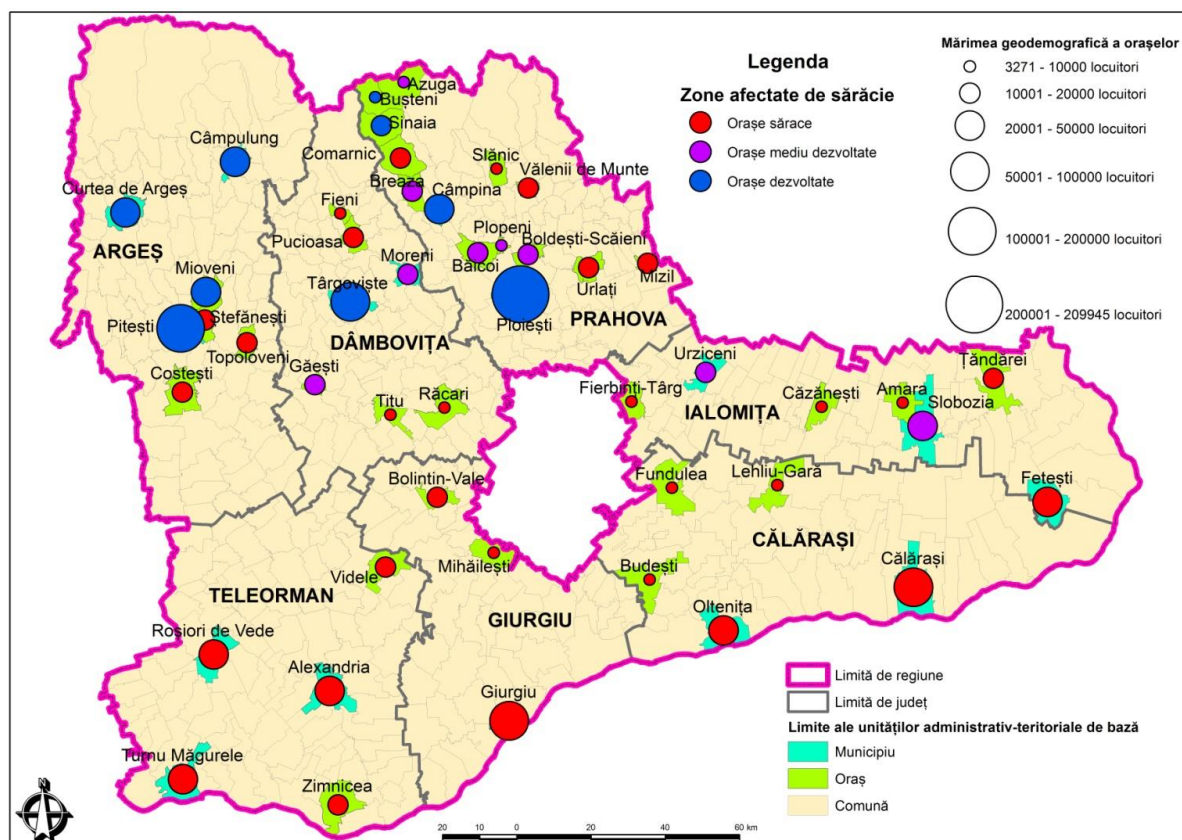 Legenda
Zone afectate de sărăcie
Orașe sărace
Orașe mediu dezvoltate
Orașe dezvoltate
Mărimea geodemografică a orașelor
3271 - 10000 locuitori
10001 - 20000 locuitori
20001 - 50000 locuitori
50001 - 100000 locuitori
100001 - 200000 locuitori
200001 - 209945 locuitori
Azuga
Bușteni
Sinaia
Câmpulung
Comarnic
Slănic
Vălenii de Munte
Curtea de Argeș
Breaza
Câmpina
Fieni
Plopeni
Boldești-Scăieni
Pucioasa
ARGEȘ
Moreni
Băicoi
Mioveni
Urlați
Mizil
Târgoviște
Pitești
Ștefănești
Ploiești
PRAHOVA
DÂMBOVIȚA
Topoloveni
Găești
Urziceni
Țăndărei
Costești
Titu
Răcari
Fierbinți-Târg
Căzănești
Amara
Slobozia
IALOMIȚA
Bolintin-Vale
Fundulea
Lehliu-Gară
Fetești
CĂLĂRAȘI
Mihăilești
Videle
Budești
Călărași
TELEORMAN
Oltenița
GIURGIU
Roșiori de Vede
Alexandria
Giurgiu
Turnu Măgurele
Zimnicea
Limită de regiune
Limită de județ
Limite ale unităților administrativ-teritoriale de bază
Municipiu
Oraș
Comună
N
20 10 0 20 40 60 km